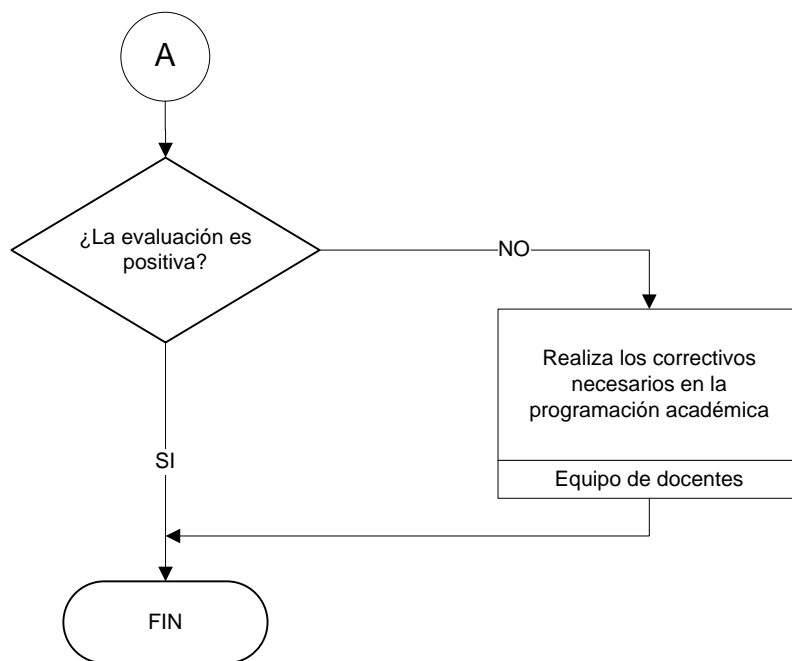 A
¿La evaluación es
positiva?
NO
Realiza los correctivos
necesarios en la
programación académica
Equipo de docentes
SI
FIN